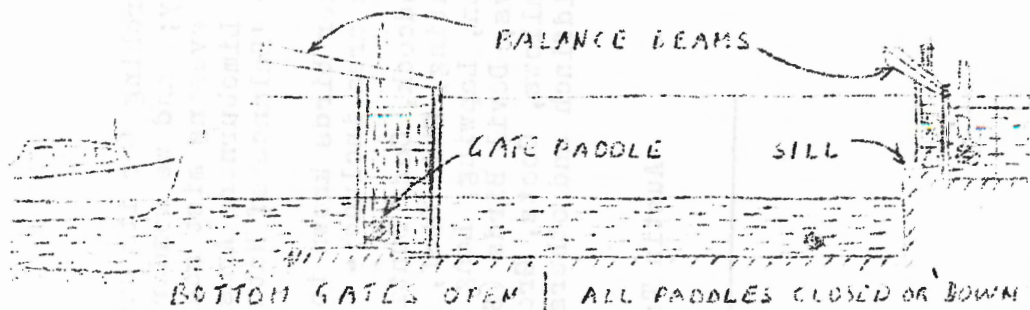 BALANCE BEAMS
GATE PADDLE
SILL
BOTTOM GATES OPEN | ALL PADDLES CLOSED OR DOWN